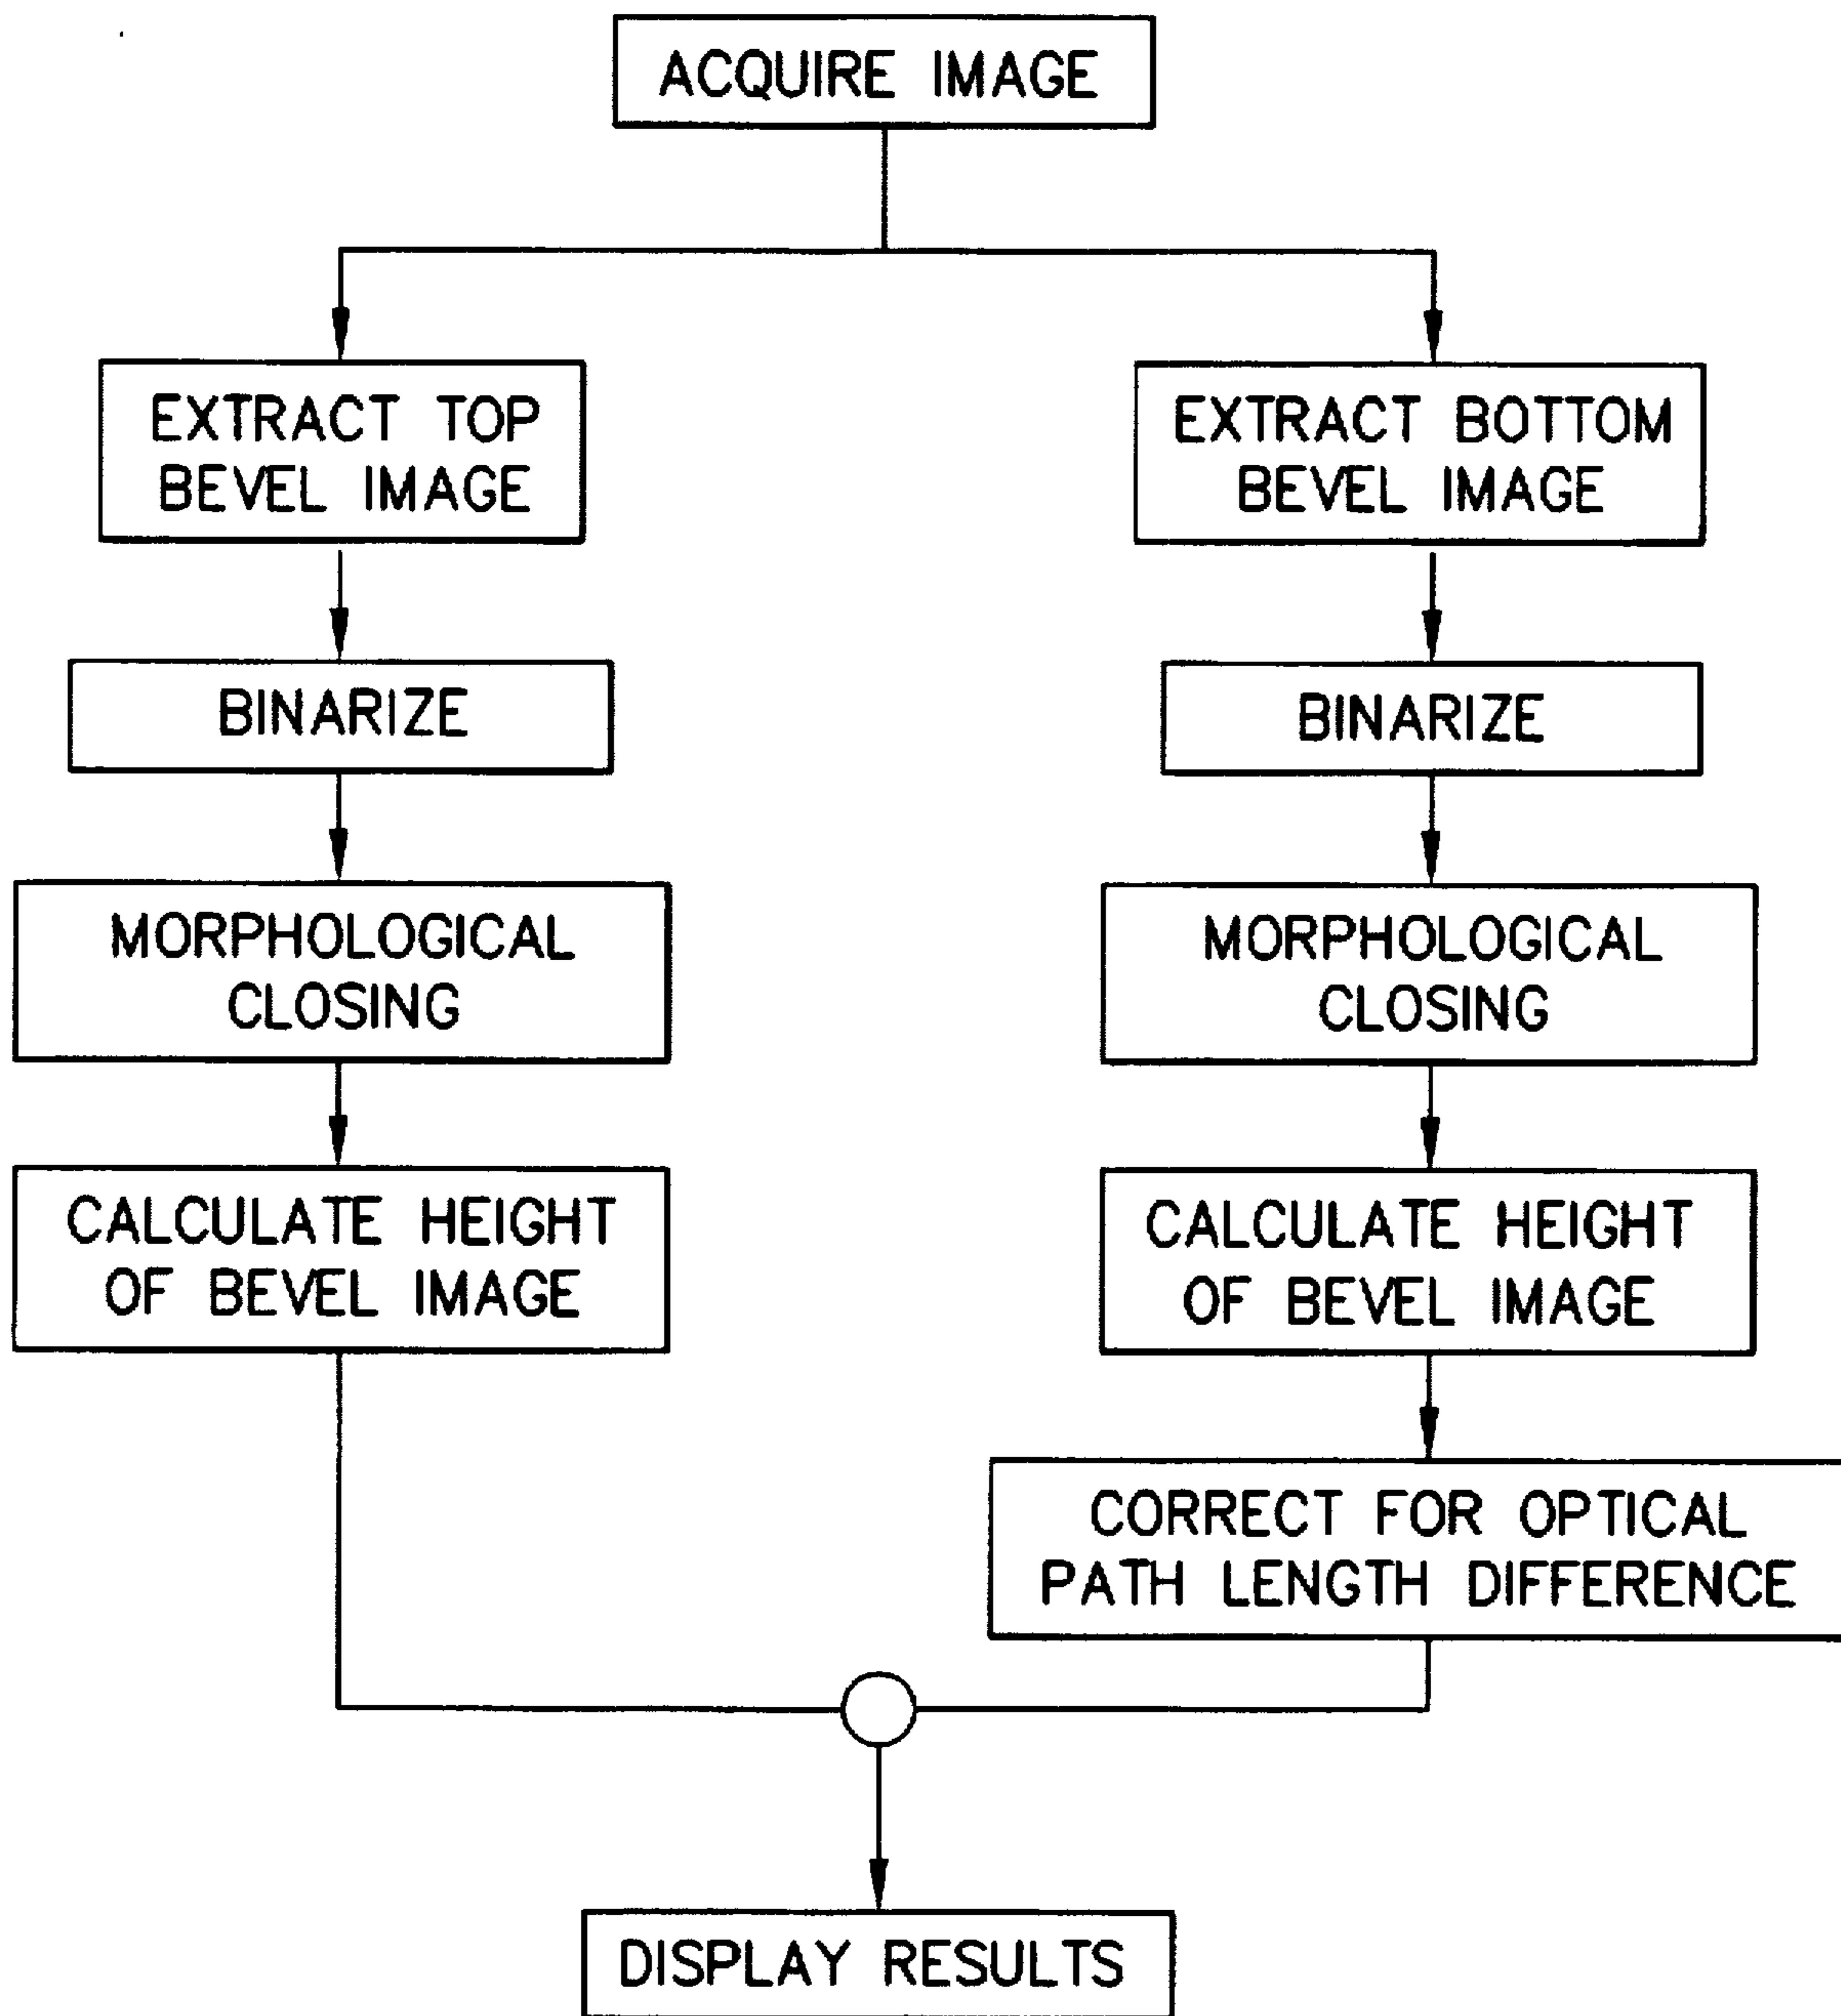 ACQUIRE IMAGE
EXTRACT TOP
BEVEL IMAGE
BINARIZE
MORPHOLOGICAL
CLOSING
CALCULATE HEIGHT
OF BEVEL IMAGE
EXTRACT BOTTOM
BEVEL IMAGE
BINARIZE
MORPHOLOGICAL
CLOSING
CALCULATE HEIGHT
OF BEVEL IMAGE
CORRECT FOR OPTICAL
PATH LENGTH DIFFERENCE
DISPLAY RESULTS